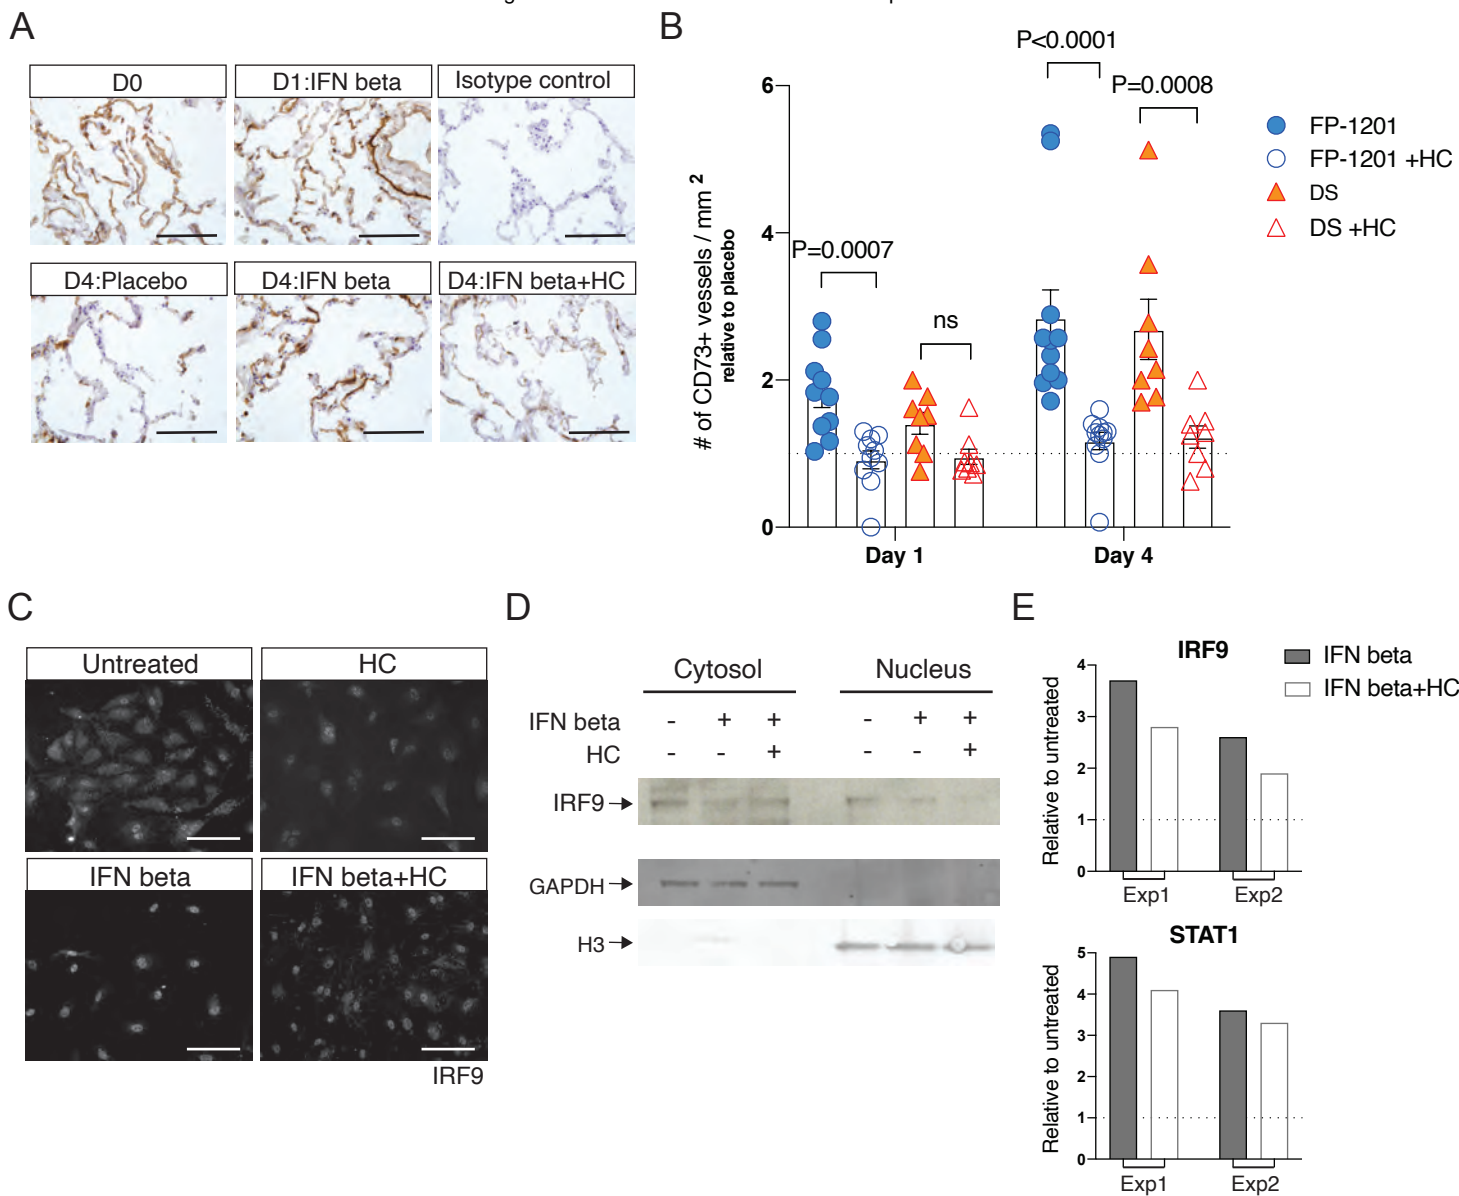 A
D0
D1:IFN beta
Isotype control
D4:Placebo
D4:IFN beta
D4:IFN beta+HC
B
# of CD73+ vessels / mm 2
relative to placebo
6
4
2
0
P=0.0007
ns
P<0.0001
P=0.0008
Day 1
Day 4
FP-1201
FP-1201 +HC
DS
DS +HC
C
Untreated
HC
IFN beta
IFN beta+HC
IRF9
D
Cytosol
Nucleus
IFN beta - + + - + +
HC - - + - - +
IRF9
GAPDH
H3
E
IRF9
Relative to untreated
4
3
2
1
0
Exp1
Exp2
IFN beta
IFN beta+HC
STAT1
Relative to untreated
5
4
3
2
1
0
Exp1
Exp2